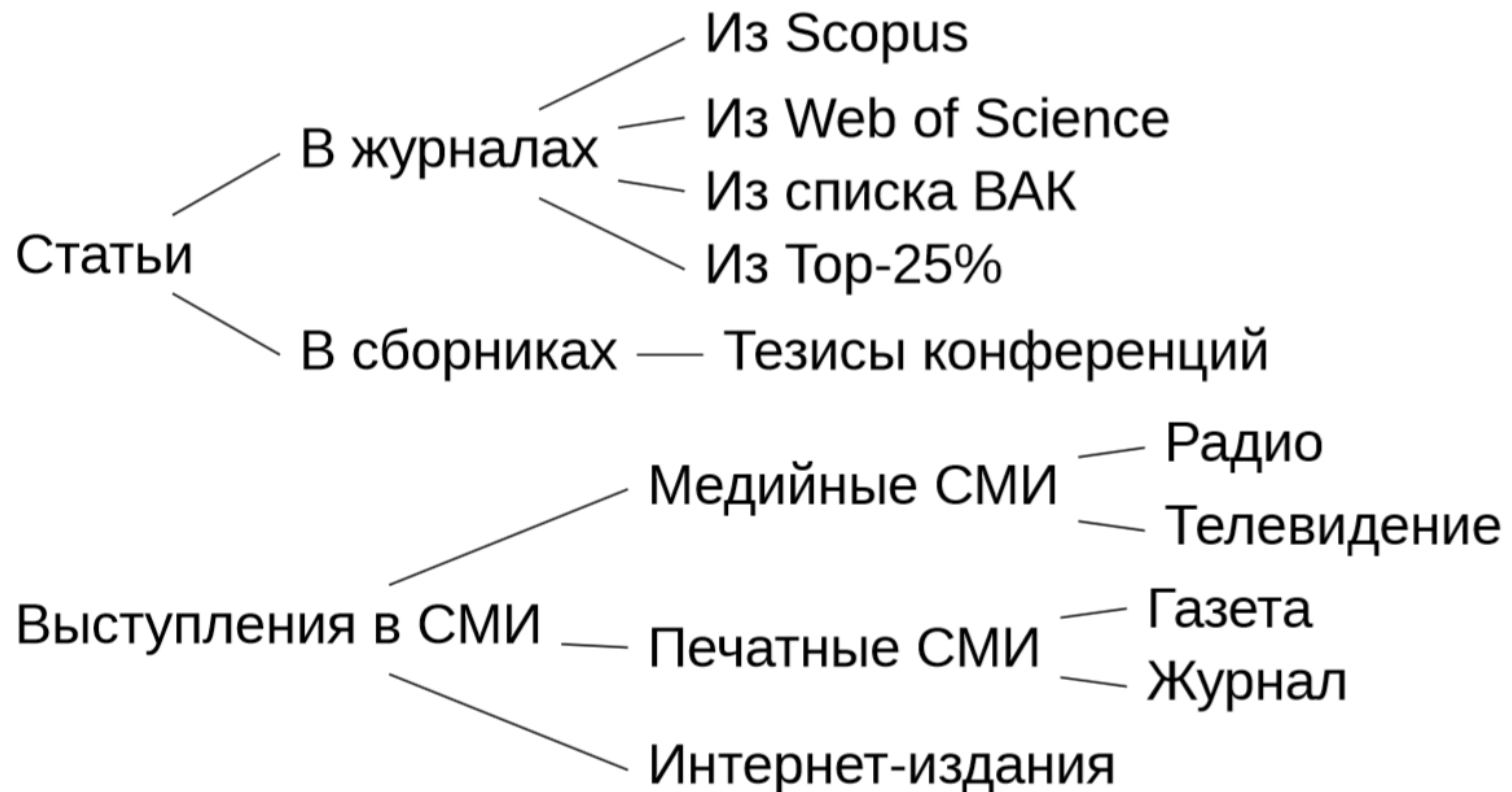 Статьи
В журналах
Из Scopus
Из Web of Science
Из списка ВАК
Из Top-25%
В сборниках
Тезисы конференций
Выступления в СМИ
Медийные СМИ
Радио
Телевидение
Печатные СМИ
Газета
Журнал
Интернет-издания